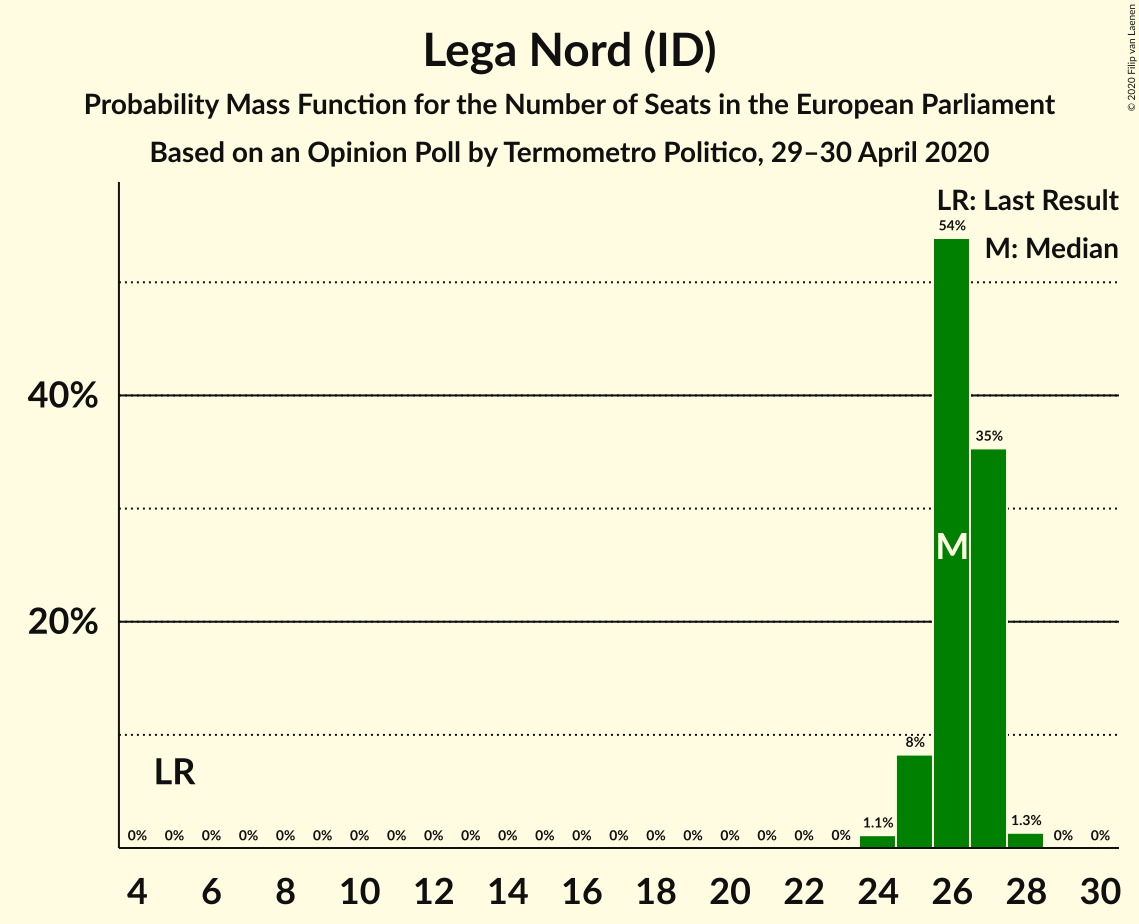 Lega Nord (ID)
Probability Mass Function for the Number of Seats in the European Parliament
Based on an Opinion Poll by Termometro Politico, 29–30 April 2020
© 2020 Filip van Laenen
LR: Last Result
M: Median
54%
35%
8%
1.1%
1.3%
40%
20%
M
LR
0% 0% 0% 0% 0% 0% 0% 0% 0% 0% 0% 0% 0% 0% 0% 0% 0% 0% 0% 0% 0% 0%
4 6 8 10 12 14 16 18 20 22 24 26 28 30